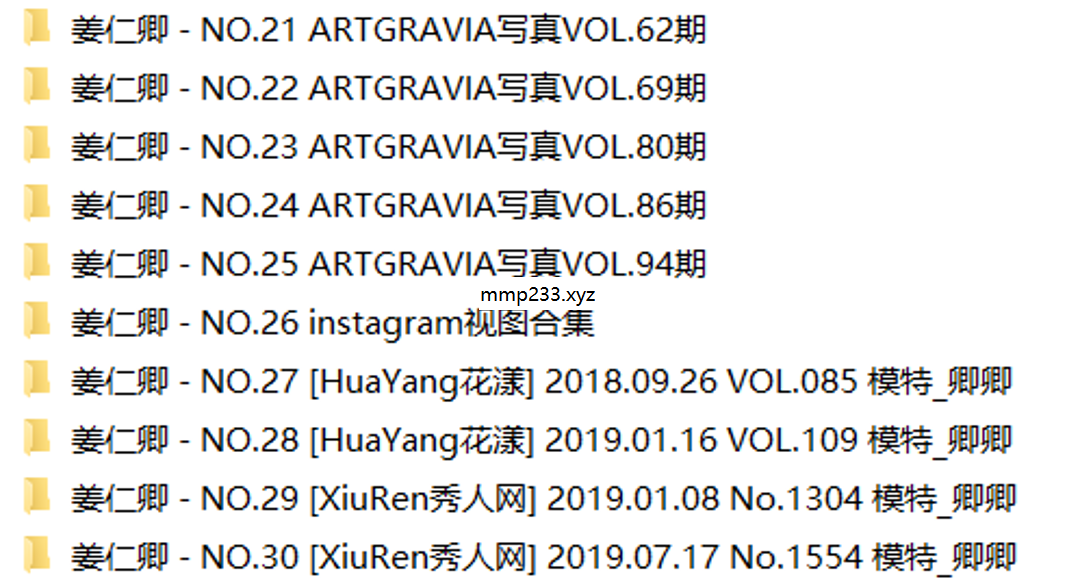 姜仁卿 - NO.21 ARTGRAVIA写真VOL.62期
姜仁卿 - NO.22 ARTGRAVIA写真VOL.69期
姜仁卿 - NO.23 ARTGRAVIA写真VOL.80期
姜仁卿 - NO.24 ARTGRAVIA写真VOL.86期
姜仁卿 - NO.25 ARTGRAVIA写真VOL.94期
mmp233.xyz
姜仁卿 - NO.26 instagram视图合集
姜仁卿 - NO.27 [HuaYang花漾] 2018.09.26 VOL.085 模特_卿卿
姜仁卿 - NO.28 [HuaYang花漾] 2019.01.16 VOL.109 模特_卿卿
姜仁卿 - NO.29 [XiuRen秀人网] 2019.01.08 No.1304 模特_卿卿
姜仁卿 - NO.30 [XiuRen秀人网] 2019.07.17 No.1554 模特_卿卿